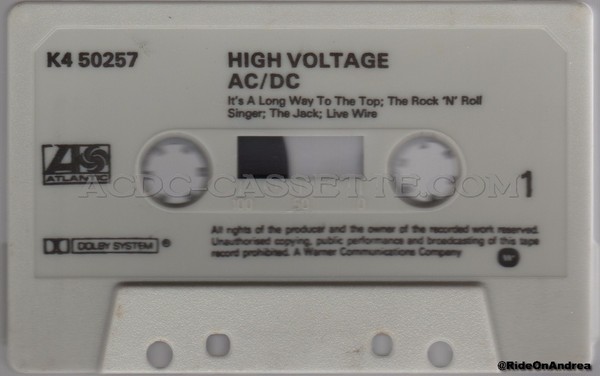 K4 50257
HIGH VOLTAGE
AC/DC
It's A Long Way To The Top; The Rock 'N' Roll
Singer; The Jack; Live Wire
ATLANTIC
ACDC-CASSETTE.COM
1
All rights of the producer and the owner of the recorded work reserved.
Unauthorised copying, public performance and broadcasting of this tape
record prohibited. A Warner Communications Company
DOLBY SYSTEM ®
@RideOnAndrea